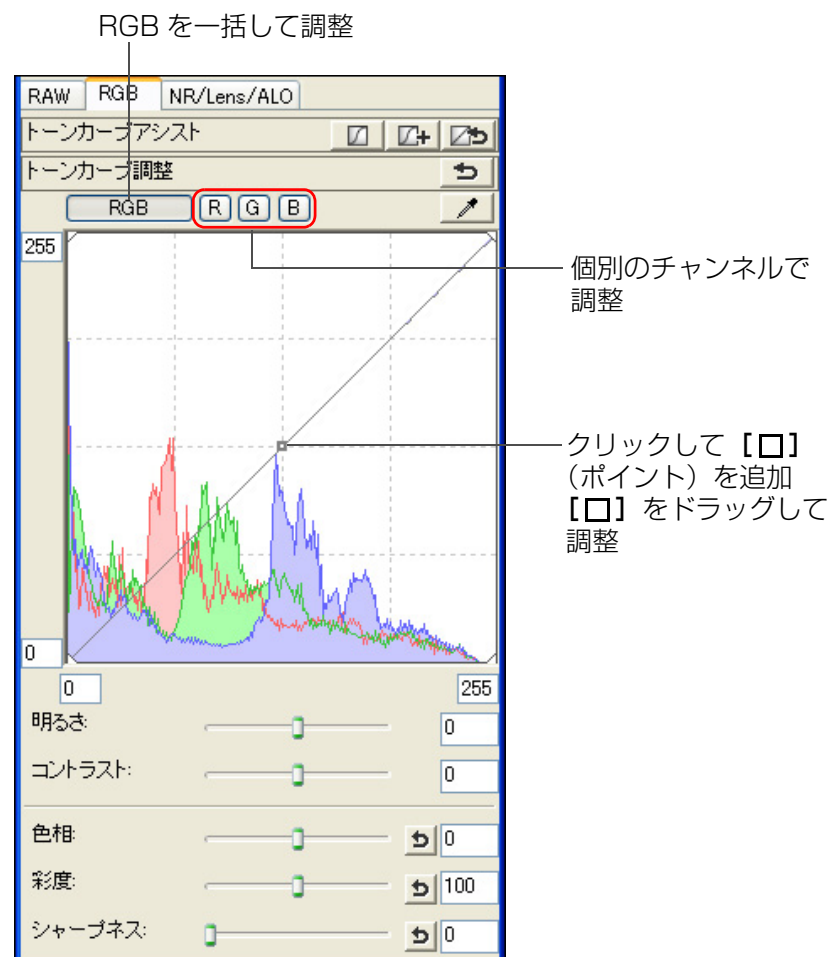 RGB を一括して調整
RAW RGB NR/Lens/ALO
トーンカーブアシスト
トーンカーブ調整
RGB R G B
255
個別のチャンネルで
調整
クリックして【□】
（ポイント）を追加
【□】をドラッグして
調整
0
0 255
明るさ: 0
コントラスト: 0
色相: 0
彩度: 100
シャープネス: 0